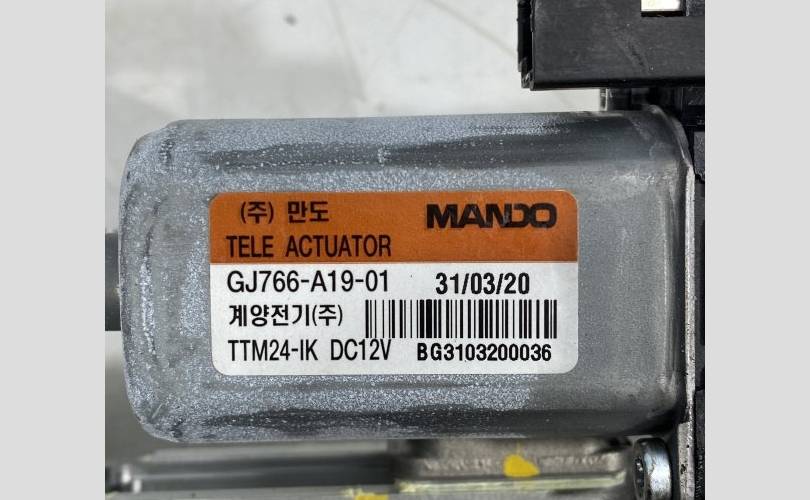 (주) 만도 MANDO
TELE ACTUATOR
GJ766-A19-01 31/03/20
계양전기(주)
TTM24-IK DC12V BG3103200036